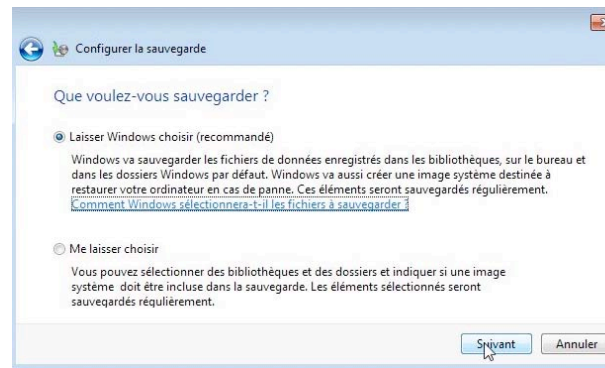 Configurer la sauvegarde
Que voulez-vous sauvegarder ?
Laisser Windows choisir (recommandé)
Windows va sauvegarder les fichiers de données enregistrés dans les bibliothèques, sur le bureau et
dans les dossiers Windows par défaut. Windows va aussi créer une image système destinée à
restaurer votre ordinateur en cas de panne. Ces éléments seront sauvegardés régulièrement.
Comment Windows sélectionnera-t-il les fichiers à sauvegarder ?
Me laisser choisir
Vous pouvez sélectionner des bibliothèques et des dossiers et indiquer si une image
système doit être incluse dans la sauvegarde. Les éléments sélectionnés seront
sauvegardés régulièrement.
Suivant Annuler